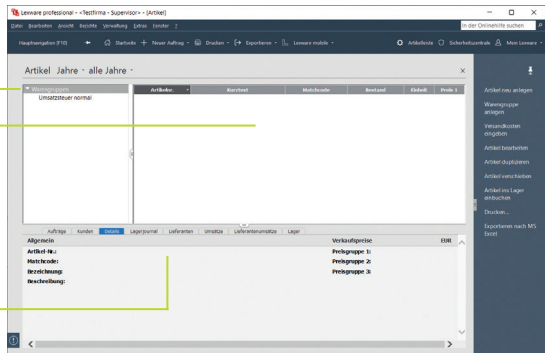 Lexware professional - <Testfirma - Supervisor> - [Artikel]
Datei Bearbeiten Ansicht Berichte Verwaltung Extras Fenster ?
In der Onlinehilfe suchen
Hauptnavigation [F10] Startseite Neuer Auftrag Drucken Exportieren Lexware mobile Artikelleute Sicherheitszentrale Mein Lexware
Artikel Jahre - alle Jahre
Warengruppen
Umsatzsteuer normal
Artikelnr. Kurztext Matchcode Bestand Einheit Preis 1
Aufträge Kunden Details Lagerjournal Lieferanten Umsätze Lieferantenumsätze Lager
Allgemein Verkaufspreise EUR
Artikel-Nr.: Preisgruppe 1:
Matchcode: Preisgruppe 2:
Bezeichnung: Preisgruppe 3:
Beschreibung:
Artikel neu anlegen
Warengruppe
anlegen
Versandkosten
eingeben
Artikel bearbeiten
Artikel duplizieren
Artikel verschieben
Artikel ins Lager
einbuchen
Drucken...
Exportieren nach MS
Excel